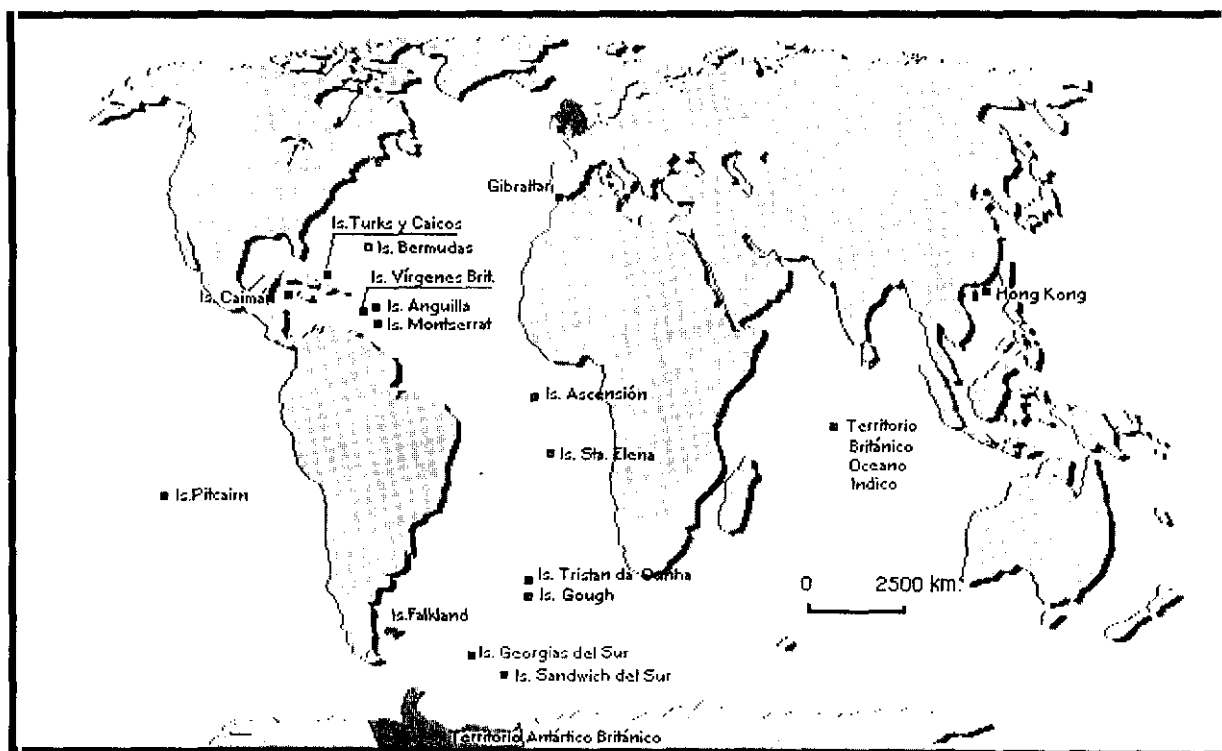 Gibraltar
Is. Turks y Caicos
Is. Bermudas
Is. Vírgenes Brit.
Is. Caimán
Is. Anguilla
Is. Montserrat
Hong Kong
Is. Ascensión
Territorio
Británico
Oceano
Indico
Is. Sta. Elena
Is.Pitcairn
Is. Tristan da Cunha
Is. Gough
0 2500 km.
Is.Falkland
Is. Georgias del Sur
Is. Sandwich del Sur
Territorio Antártico Británico